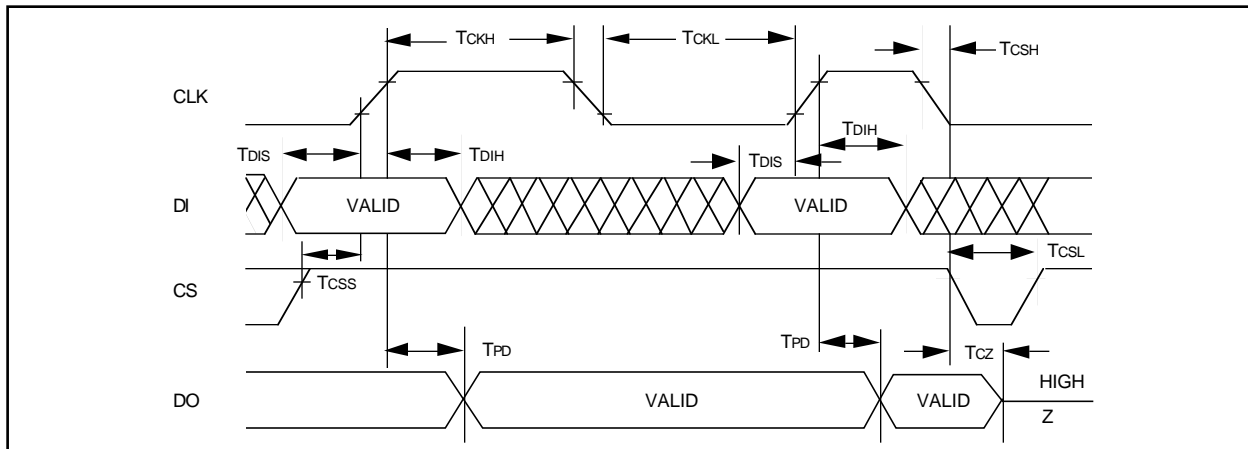 TCKH
TCKL
TCSH
CLK
TDIS
TDIH
TDIS
TDIH
DI
VALID
VALID
TCSS
TCSL
CS
TPD
TPD
TCZ
DO
VALID
VALID
HIGH
Z